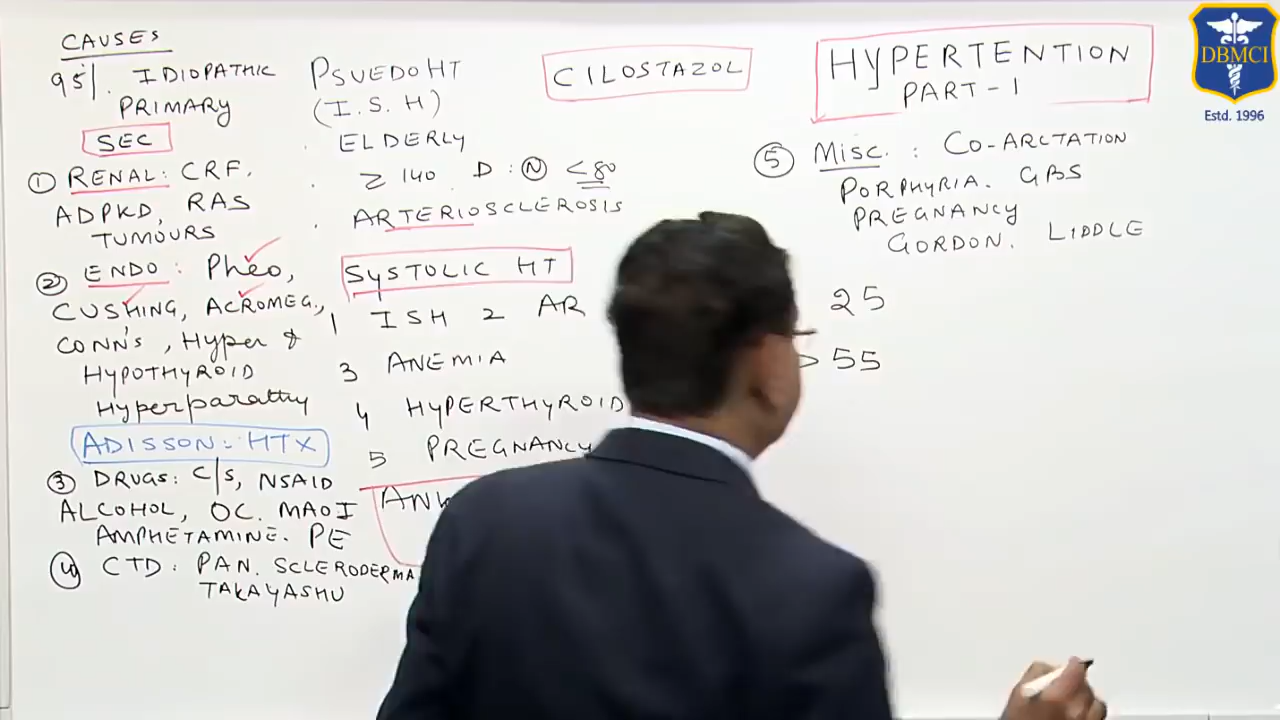 CAUSES
95%. IDIOPATHIC
PRIMARY
SEC
① RENAL: CRF.
ADPKD, RAS
TUMOURS
② ENDO: Pheo,
CUSHING, ACROMEG.,
CONN'S, Hyper &
HYPOTHYROID
Hyperparathy
ADISSON: HTX
③ DRUGS: C/S, NSAID
ALCOHOL, OC. MAOI
AMPHETAMINE. PE
④ CTD: PAN. SCLERODERMA.
TAKAYASHU
PSUEDOHT
(I.S.H)
ELDERLY
≥ 140 D: N <80
ARTERIOSCLEROSIS
SYSTOLIC HT
1 ISH 2 AR
3 ANEMIA
4 HYPERTHYROID
5 PREGNANCY
CILOSTAZOL
HYPERTENTION
PART-1
⑤ Misc.: CO-ARCTATION
PORPHYRIA. GBS
PREGNANCY
GORDON. LIDDLE
25
> 55
DBMCI
Estd. 1996